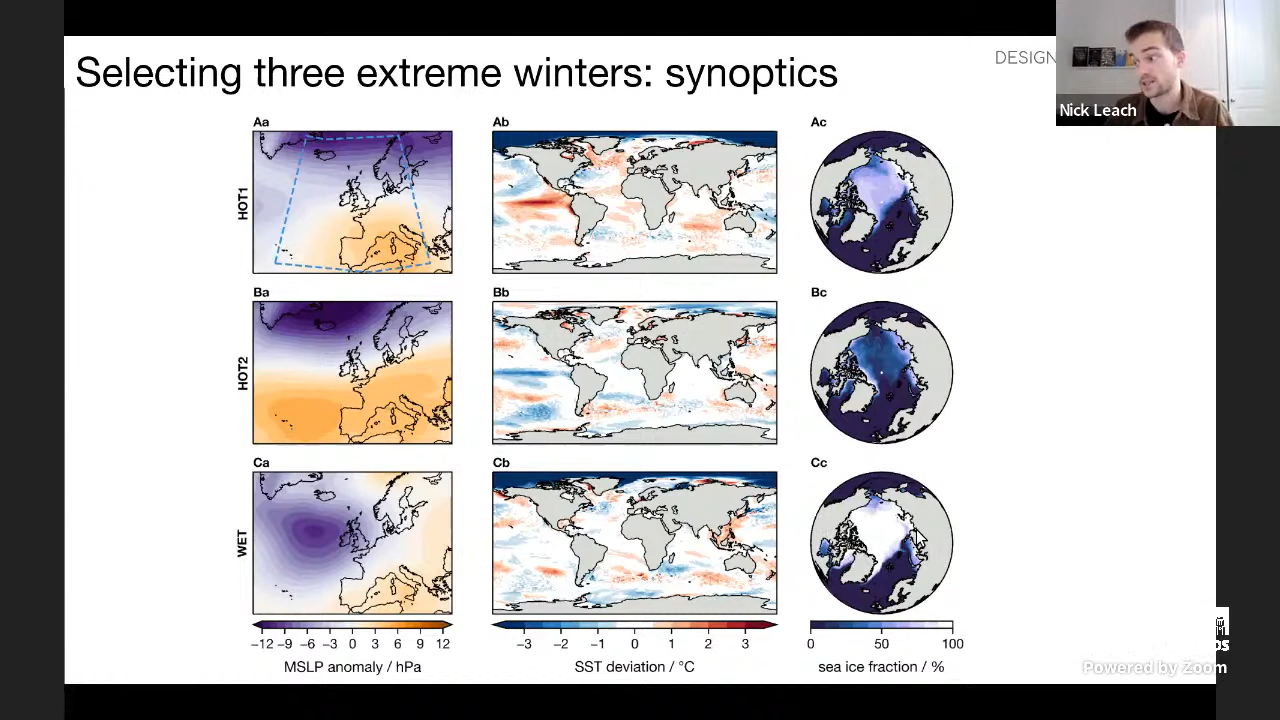 Selecting three extreme winters: synoptics
DESIGN
Nick Leach
Aa
Ab
Ac
HOT1
Ba
Bb
Bc
HOT2
Ca
Cb
Cc
WET
−12 −9 −6 −3 0 3 6 9 12
MSLP anomaly / hPa
−3 −2 −1 0 1 2 3
SST deviation / °C
0 50 100
sea ice fraction / %
Powered by Zoom